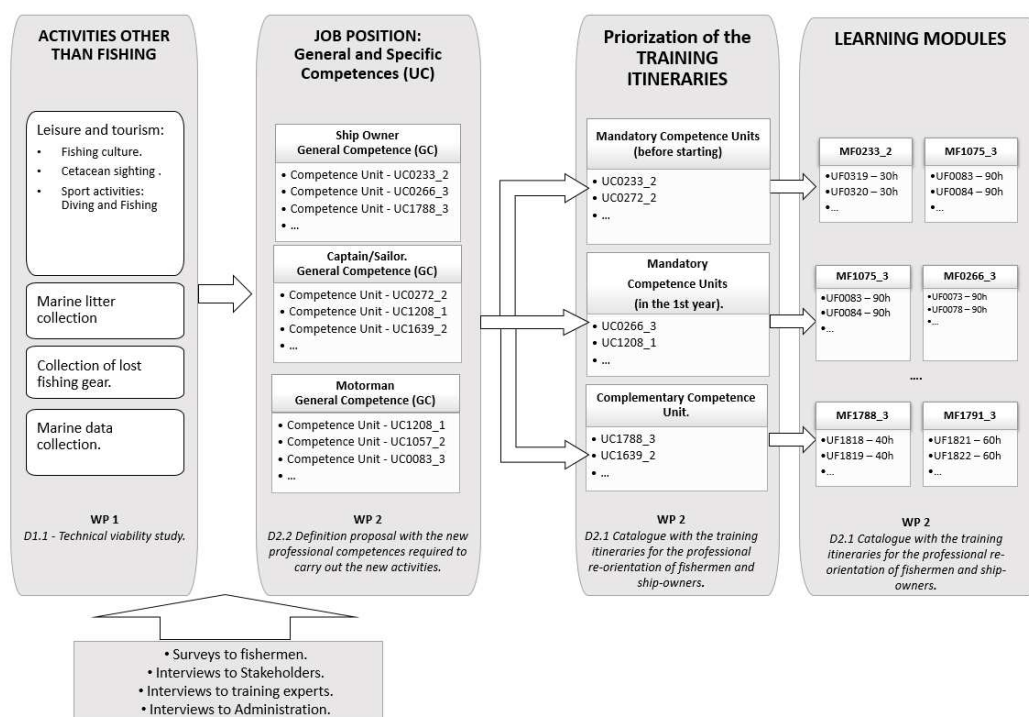 ACTIVITIES OTHER
THAN FISHING
Leisure and tourism:
• Fishing culture.
• Cetacean sighting .
• Sport activities:
Diving and Fishing
Marine litter
collection
Collection of lost
fishing gear.
Marine data
collection.
WP 1
D1.1 - Technical viability study.
JOB POSITION:
General and Specific
Competences (UC)
Ship Owner
General Competence (GC)
• Competence Unit - UC0233_2
• Competence Unit - UC0266_3
• Competence Unit - UC1788_3
• ...
Captain/Sailor.
General Competence (GC)
• Competence Unit - UC0272_2
• Competence Unit - UC1208_1
• Competence Unit - UC1639_2
• ...
Motorman
General Competence (GC)
• Competence Unit - UC1208_1
• Competence Unit - UC1057_2
• Competence Unit - UC0083_3
• ...
WP 2
D2.2 Definition proposal with the new
professional competences required to
carry out the new activities.
Priorization of the
TRAINING
ITINERARIES
Mandatory Competence Units
(before starting)
• UC0233_2
• UC0272_2
• ...
Mandatory
Competence Units
(in the 1st year).
• UC0266_3
• UC1208_1
• ...
Complementary Competence
Unit.
• UC1788_3
• UC1639_2
• ...
WP 2
D2.1 Catalogue with the training
itineraries for the professional
re-orientation of fishermen and
ship-owners.
LEARNING MODULES
MF0233_2
•UF0319 – 30h
•UF0320 – 30h
•...
MF1075_3
•UF0083 – 90h
•UF0084 – 90h
•...
MF1075_3
•UF0083 – 90h
•UF0084 – 90h
•...
MF0266_3
•UF0073 – 90h
•UF0078 – 90h
•...
....
MF1788_3
•UF1818 – 40h
•UF1819 – 40h
•...
MF1791_3
•UF1821 – 60h
•UF1822 – 60h
•...
WP 2
D2.1 Catalogue with the training
itineraries for the professional re-
orientation of fishermen and ship-
owners.
• Surveys to fishermen.
• Interviews to Stakeholders.
• Interviews to training experts.
• Interviews to Administration.